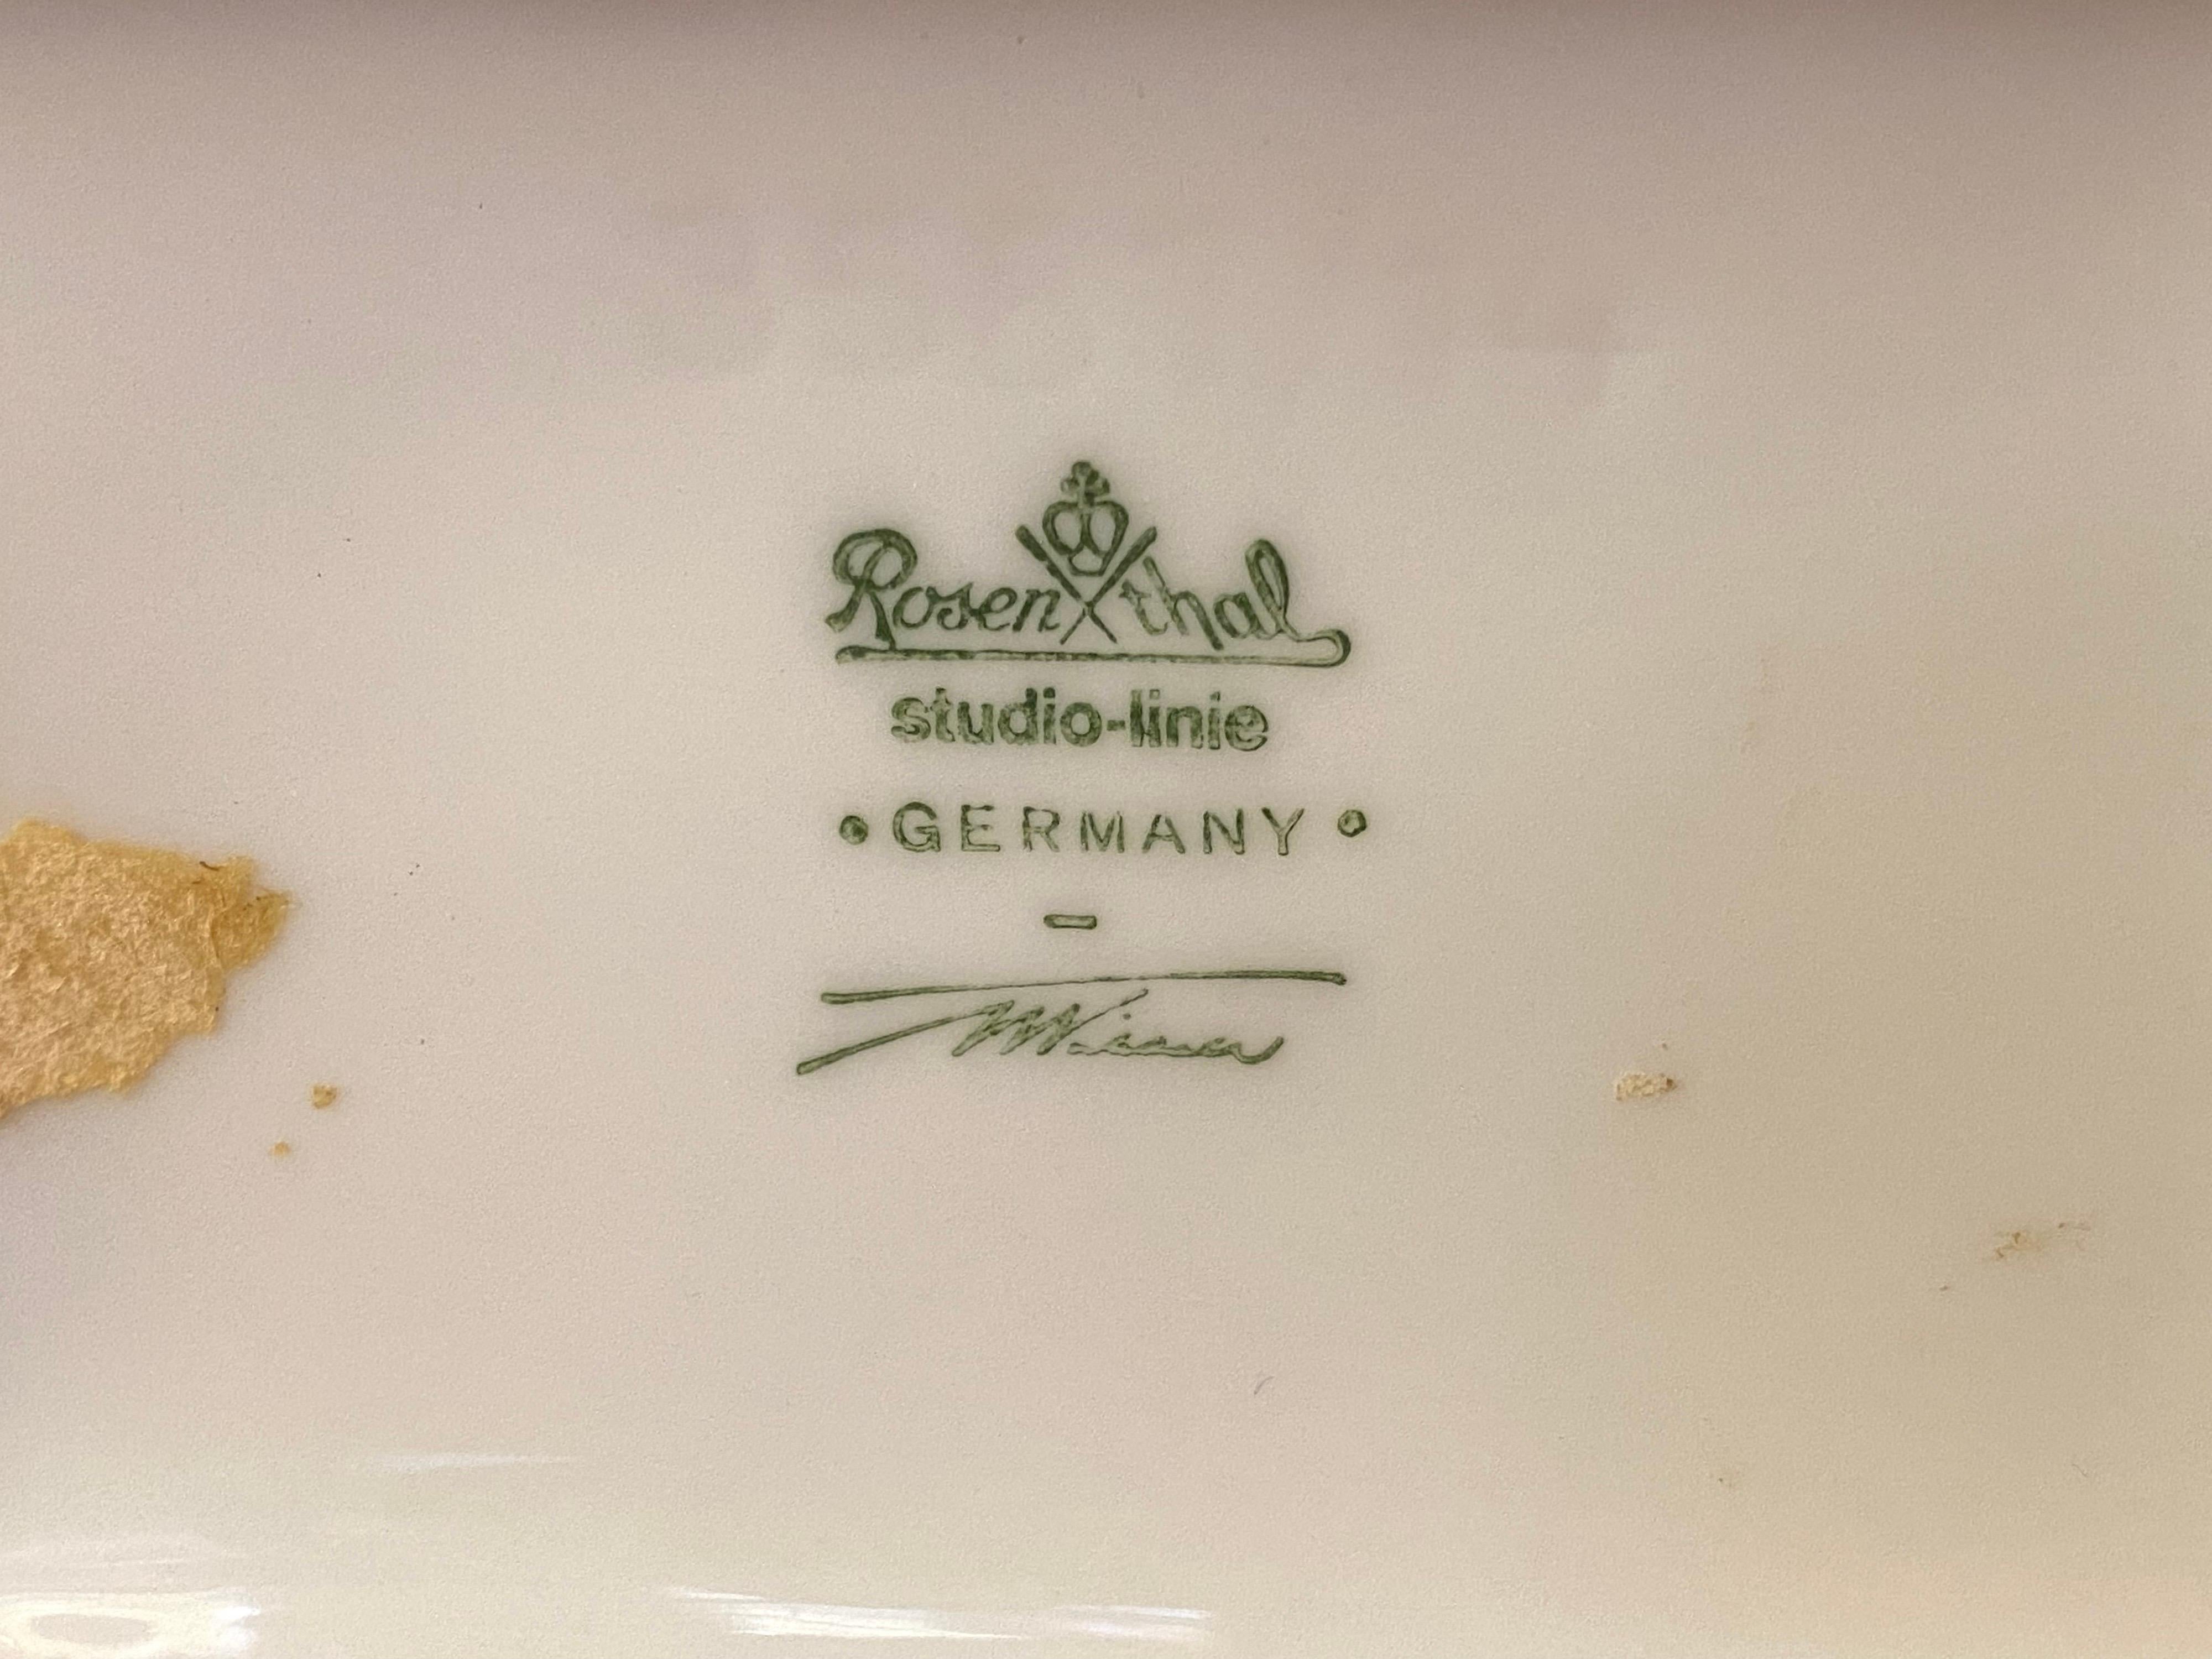 Rosenthal
studio-linie
• GERMANY •
–